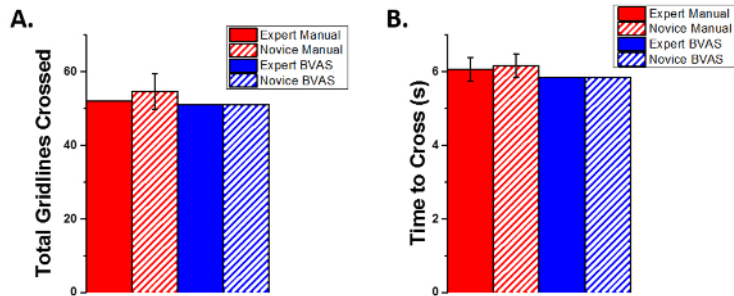 A.
Expert Manual
Novice Manual
Expert BVAS
Novice BVAS
Total Gridlines Crossed
60
40
20
0
B.
Expert Manual
Novice Manual
Expert BVAS
Novice BVAS
Time to Cross (s)
6
4
2
0